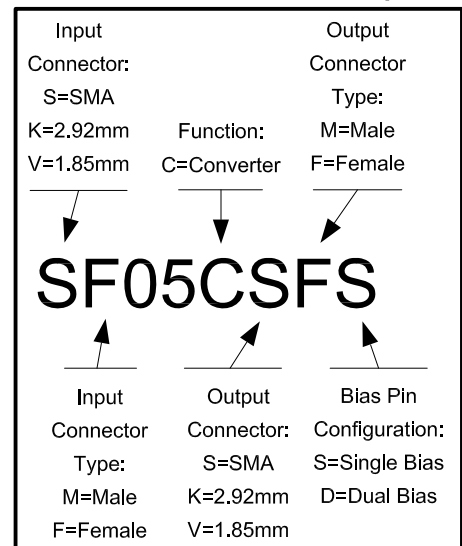 Input
Connector:
S=SMA
K=2.92mm
V=1.85mm
Function:
C=Converter
Output
Connector
Type:
M=Male
F=Female
SF05CSFS
Input
Connector
Type:
M=Male
F=Female
Output
Connector:
S=SMA
K=2.92mm
V=1.85mm
Bias Pin
Configuration:
S=Single Bias
D=Dual Bias